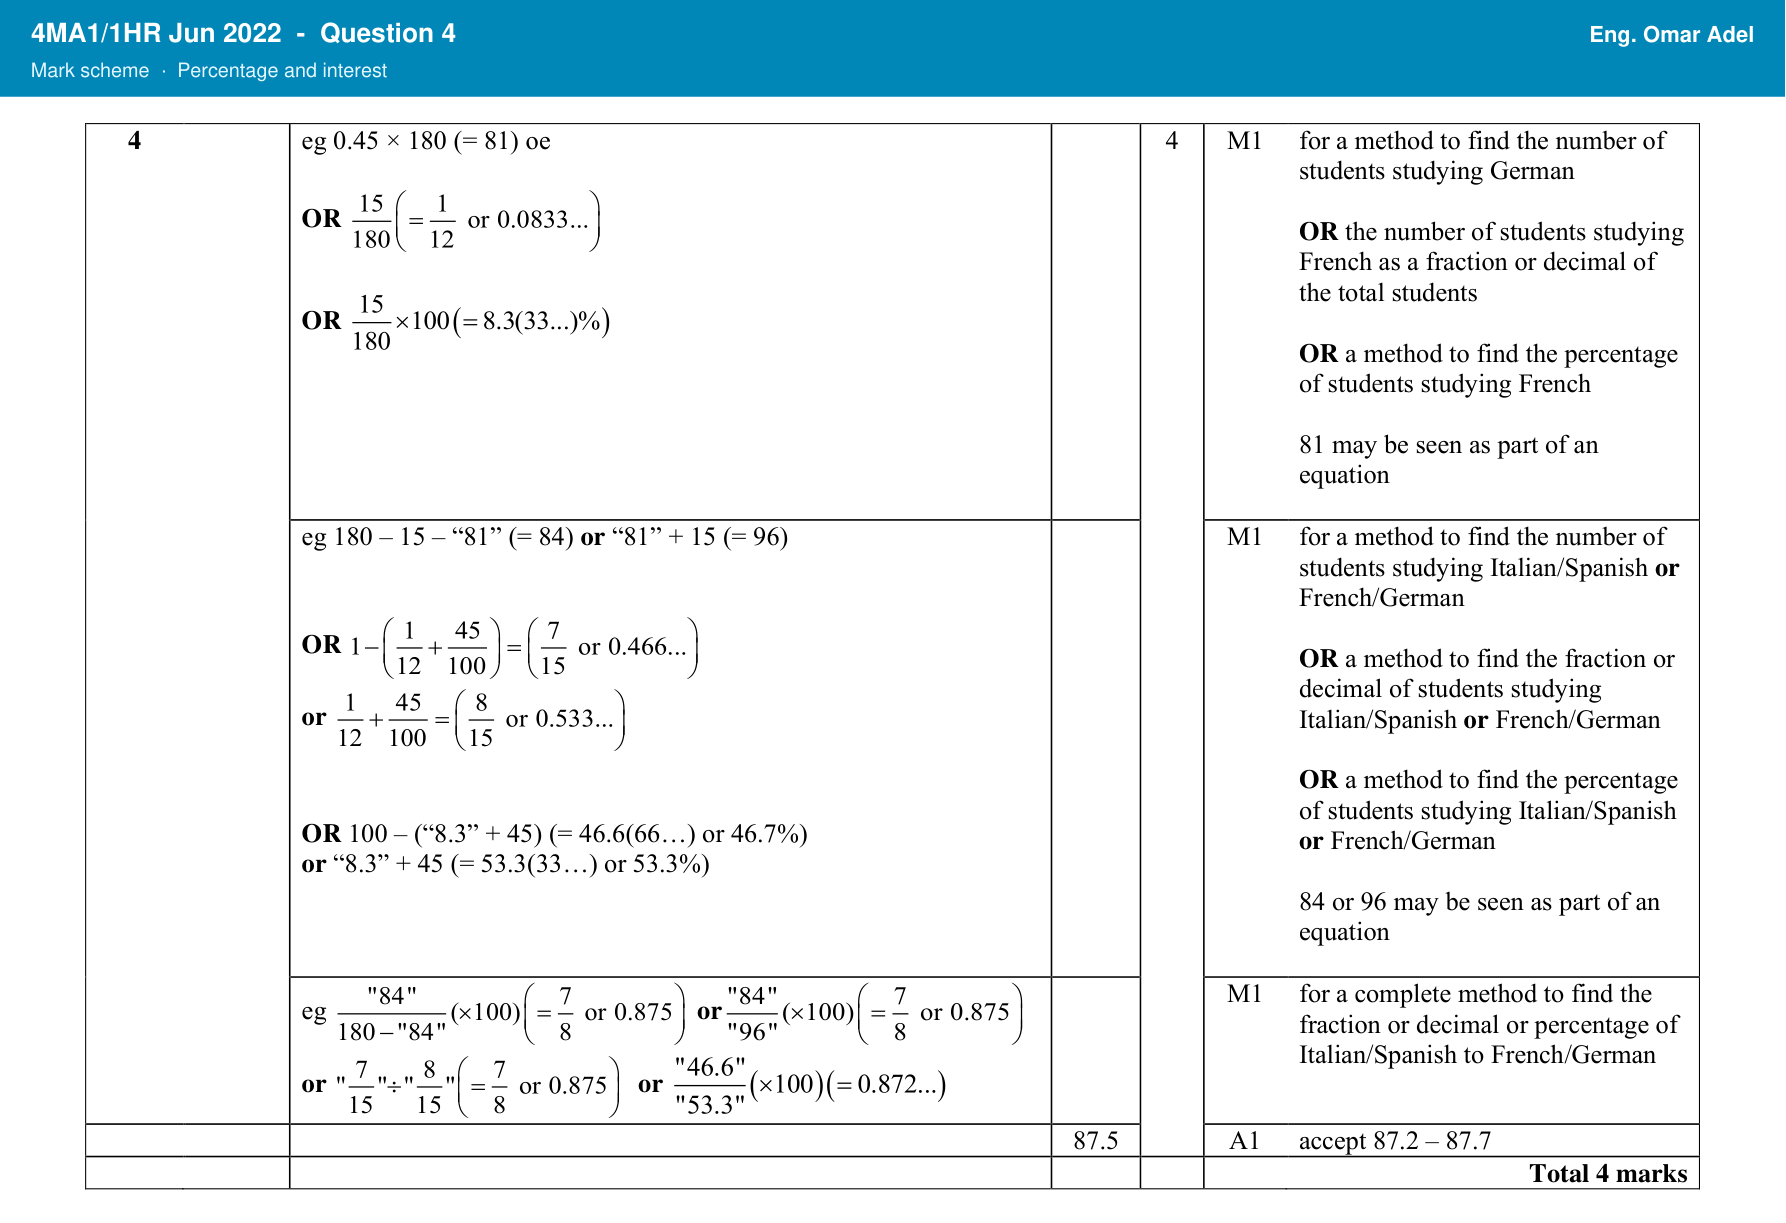 4MA1/1HR Jun 2022 - Question 4
Eng. Omar Adel
Mark scheme · Percentage and interest
4
eg 0.45 × 180 (= 81) oe
4
M1
for a method to find the number of
students studying German
OR 15/180 (= 1/12 or 0.0833...)
OR the number of students studying
French as a fraction or decimal of
the total students
OR 15/180 ×100(= 8.3(33...)%)
OR a method to find the percentage
of students studying French
81 may be seen as part of an
equation
eg 180 – 15 – “81” (= 84) or “81” + 15 (= 96)
M1
for a method to find the number of
students studying Italian/Spanish or
French/German
OR 1–(1/12 + 45/100) = (7/15 or 0.466...)
or 1/12 + 45/100 = (8/15 or 0.533...)
OR a method to find the fraction or
decimal of students studying
Italian/Spanish or French/German
OR 100 – (“8.3” + 45) (= 46.6(66…) or 46.7%)
or “8.3” + 45 (= 53.3(33…) or 53.3%)
OR a method to find the percentage
of students studying Italian/Spanish
or French/German
84 or 96 may be seen as part of an
equation
eg "84"/180–"84" (×100)(= 7/8 or 0.875) or "84"/"96" (×100)(= 7/8 or 0.875)
or "7/15"÷"8/15"(= 7/8 or 0.875) or "46.6"/"53.3" (×100)(= 0.872...)
M1
for a complete method to find the
fraction or decimal or percentage of
Italian/Spanish to French/German
87.5
A1
accept 87.2 – 87.7
Total 4 marks